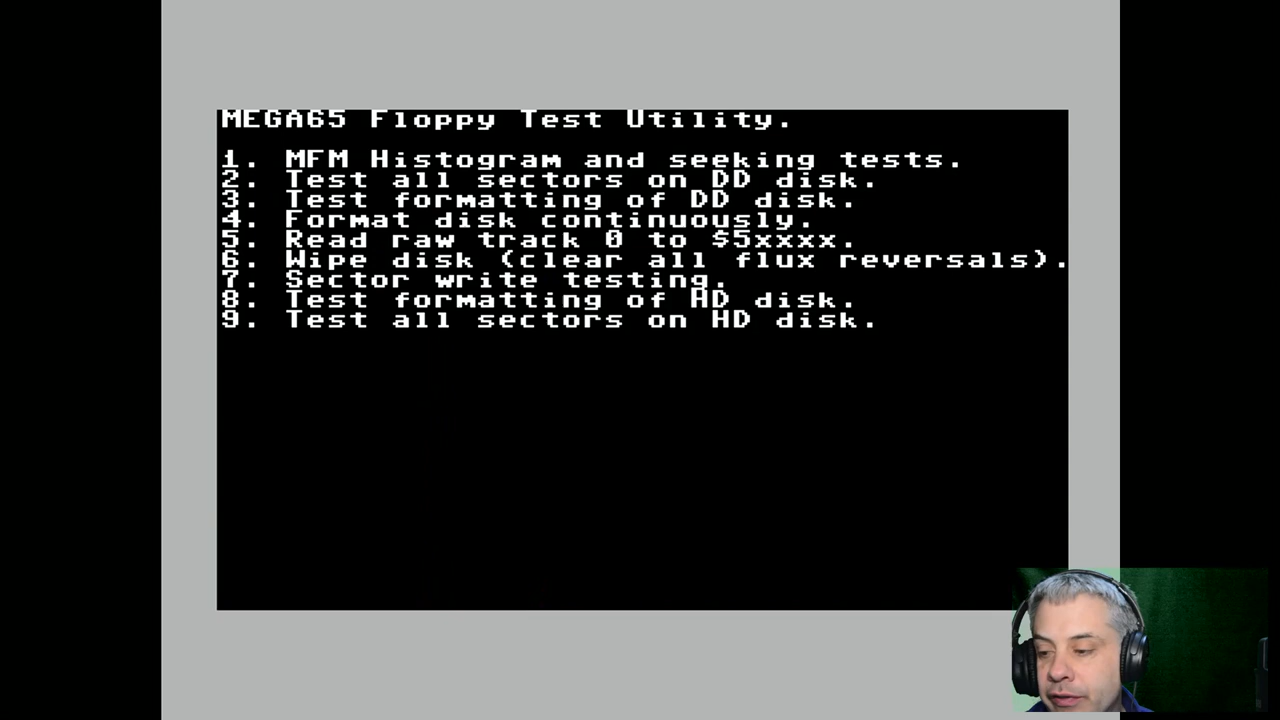 MEGA65 Floppy Test Utility.
1. MFM Histogram and seeking tests.
2. Test all sectors on DD disk.
3. Test formatting of DD disk.
4. Format disk continuously.
5. Read raw track 0 to $5xxxx.
6. Wipe disk (clear all flux reversals).
7. Sector write testing.
8. Test formatting of HD disk.
9. Test all sectors on HD disk.